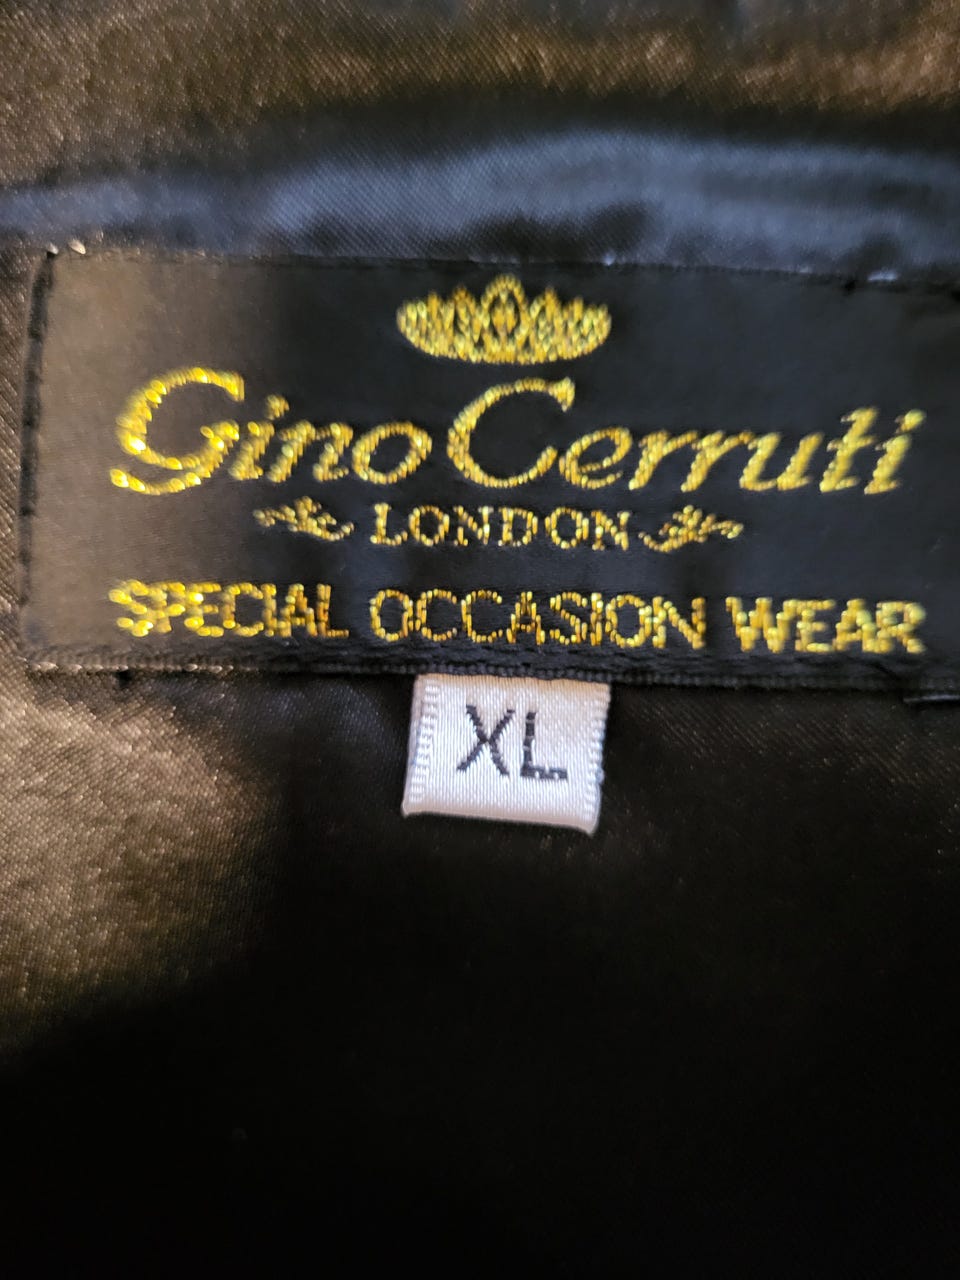 Gino Cerruti
LONDON
SPECIAL OCCASION WEAR
XL